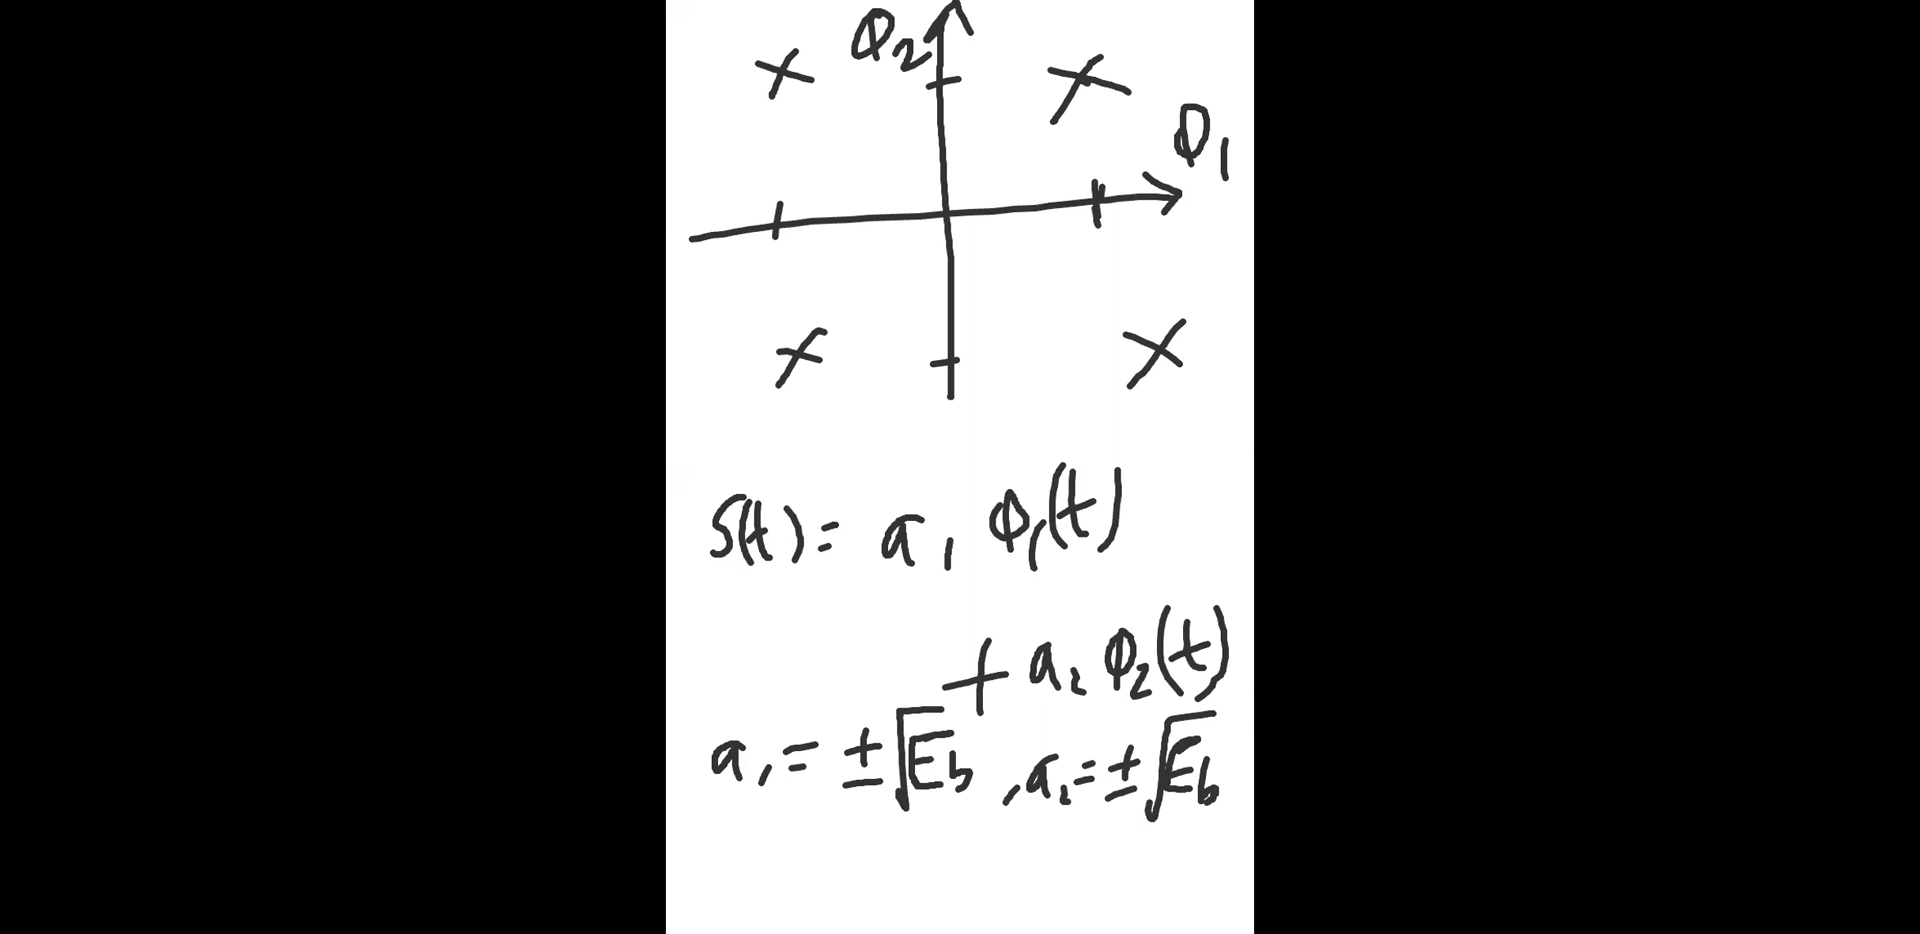 φ2
φ1
S(t) = a1 φ1(t)
+ a2 φ2(t)
a1 = ±√Eb , a2 = ±√Eb